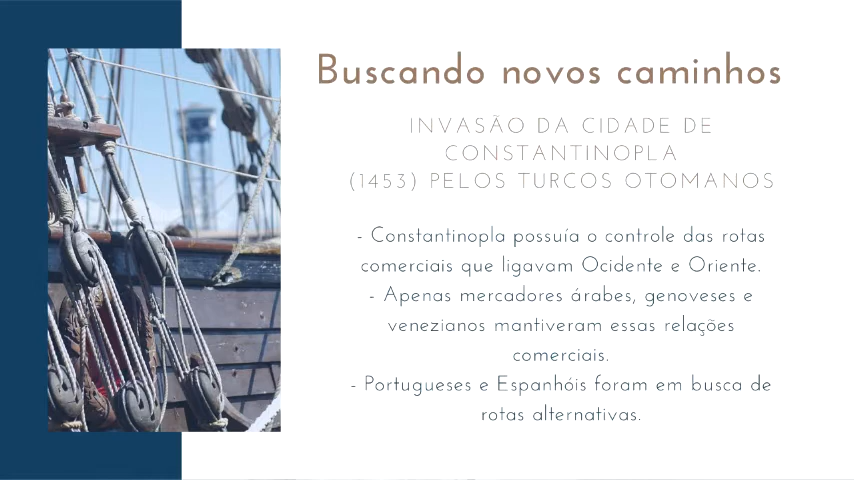 Buscando novos caminhos
INVASÃO DA CIDADE DE
CONSTANTINOPLA
(1453) PELOS TURCOS OTOMANOS
- Constantinopla possuía o controle das rotas
comerciais que ligavam Ocidente e Oriente.
- Apenas mercadores árabes, genoveses e
venezianos mantiveram essas relações
comerciais.
- Portugueses e Espanhóis foram em busca de
rotas alternativas.